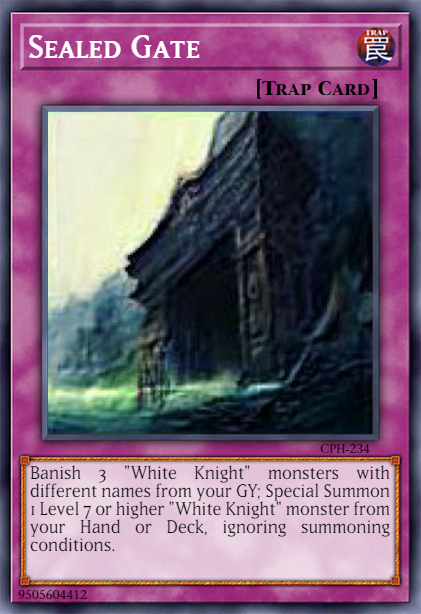 Sealed Gate
TRAP
罠
[Trap Card]
CPH-234
Banish 3 "White Knight" monsters with
different names from your GY; Special Summon
1 Level 7 or higher "White Knight" monster from
your Hand or Deck, ignoring summoning
conditions.
9505604412